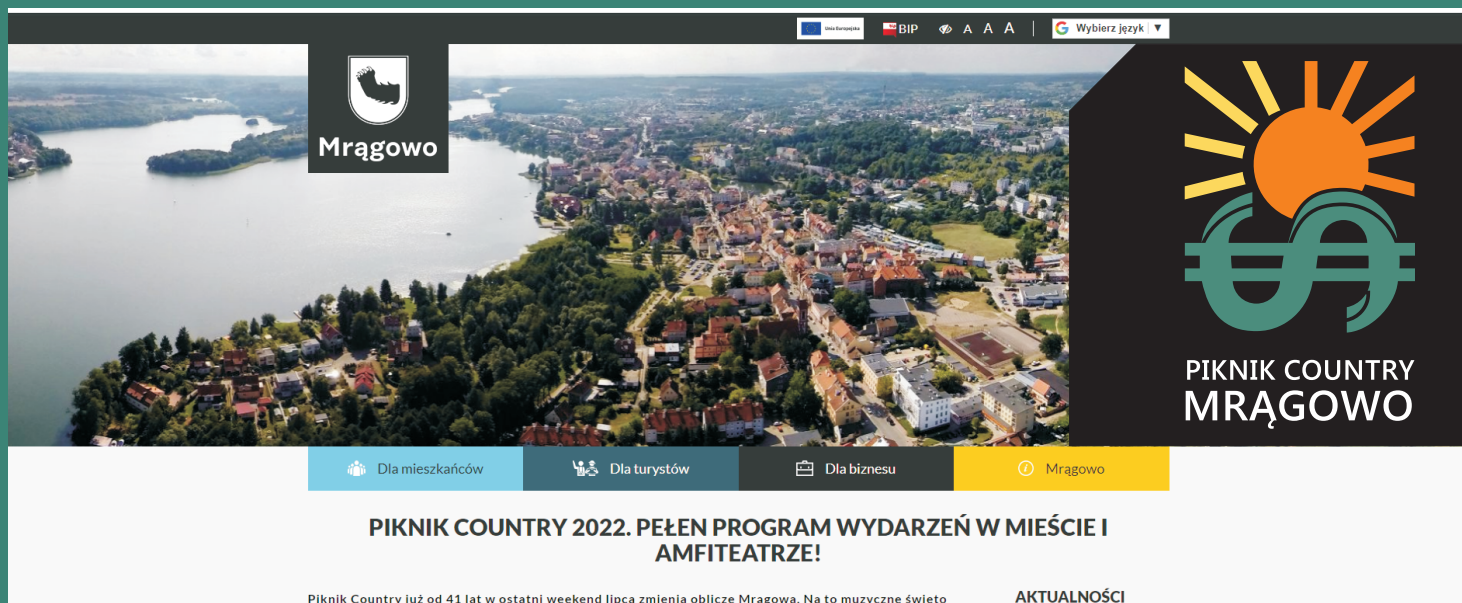 Unia Europejska
bip BIP A A A Wybierz język ▼
Mrągowo
PIKNIK COUNTRY
MRĄGOWO
Dla mieszkańców Dla turystów Dla biznesu Mrągowo
PIKNIK COUNTRY 2022. PEŁEN PROGRAM WYDARZEŃ W MIEŚCIE I
AMFITEATRZE!
Piknik Country już od 41 lat w ostatni weekend lipca zmienia oblicze Mrągowa. Na to muzyczne święto
AKTUALNOŚCI